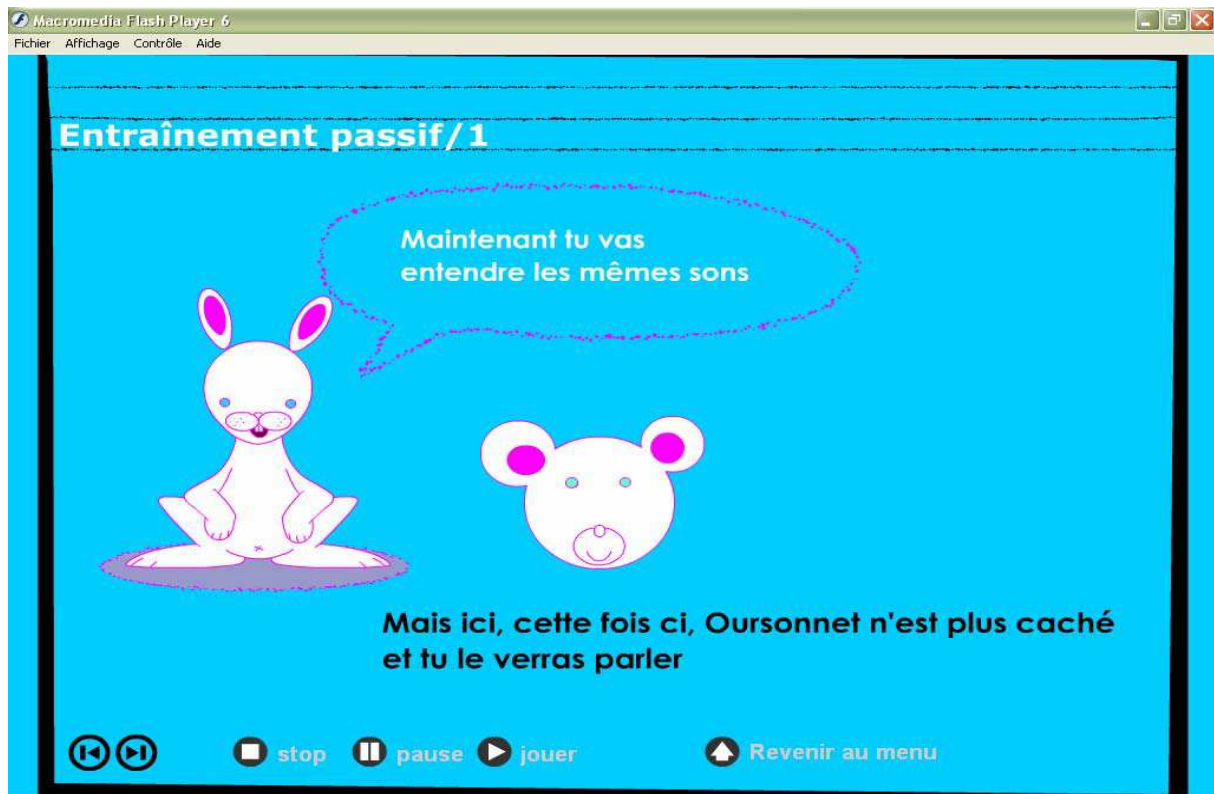 Macromedia Flash Player 6
Fichier Affichage Contrôle Aide
Entraînement passif/1
Maintenant tu vas
entendre les mêmes sons
Mais ici, cette fois ci, Oursonnet n'est plus caché
et tu le verras parler
stop pause jouer Revenir au menu